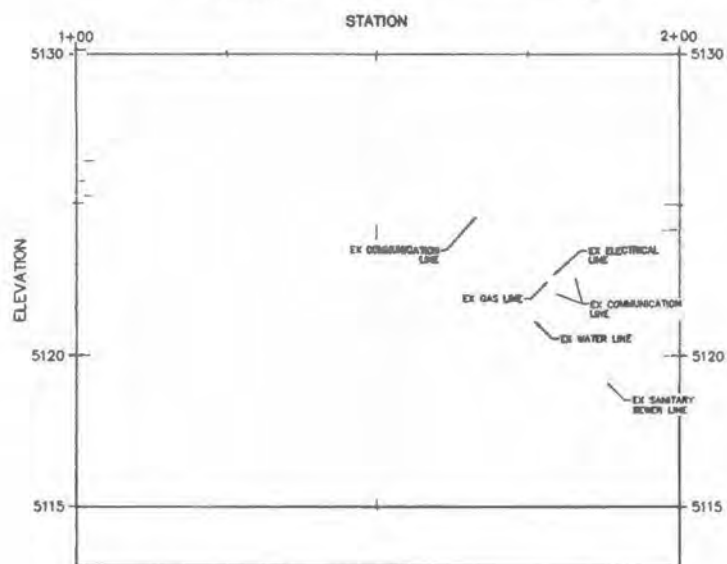 STATION
1+00
2+00
5130
5130
EX COMMUNICATION
LINE
EX ELECTRICAL
LINE
EX GAS LINE
EX COMMUNICATION
LINE
EX WATER LINE
ELEVATION
5120
5120
EX SANITARY
SEWER LINE
5115
5115